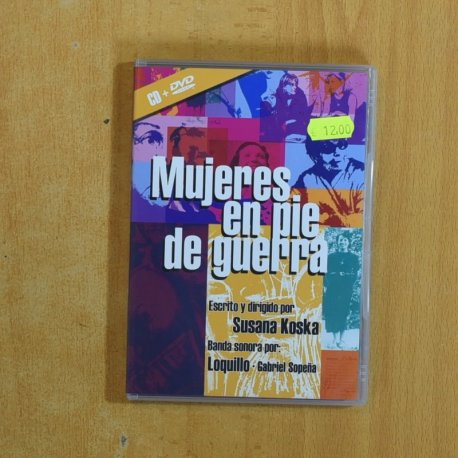 CD + DVD
€ 12.00
Mujeres
en pie
de guerra
Escrito y dirigido por:
Susana Koska
Banda sonora por:
Loquillo · Gabriel Sopeña